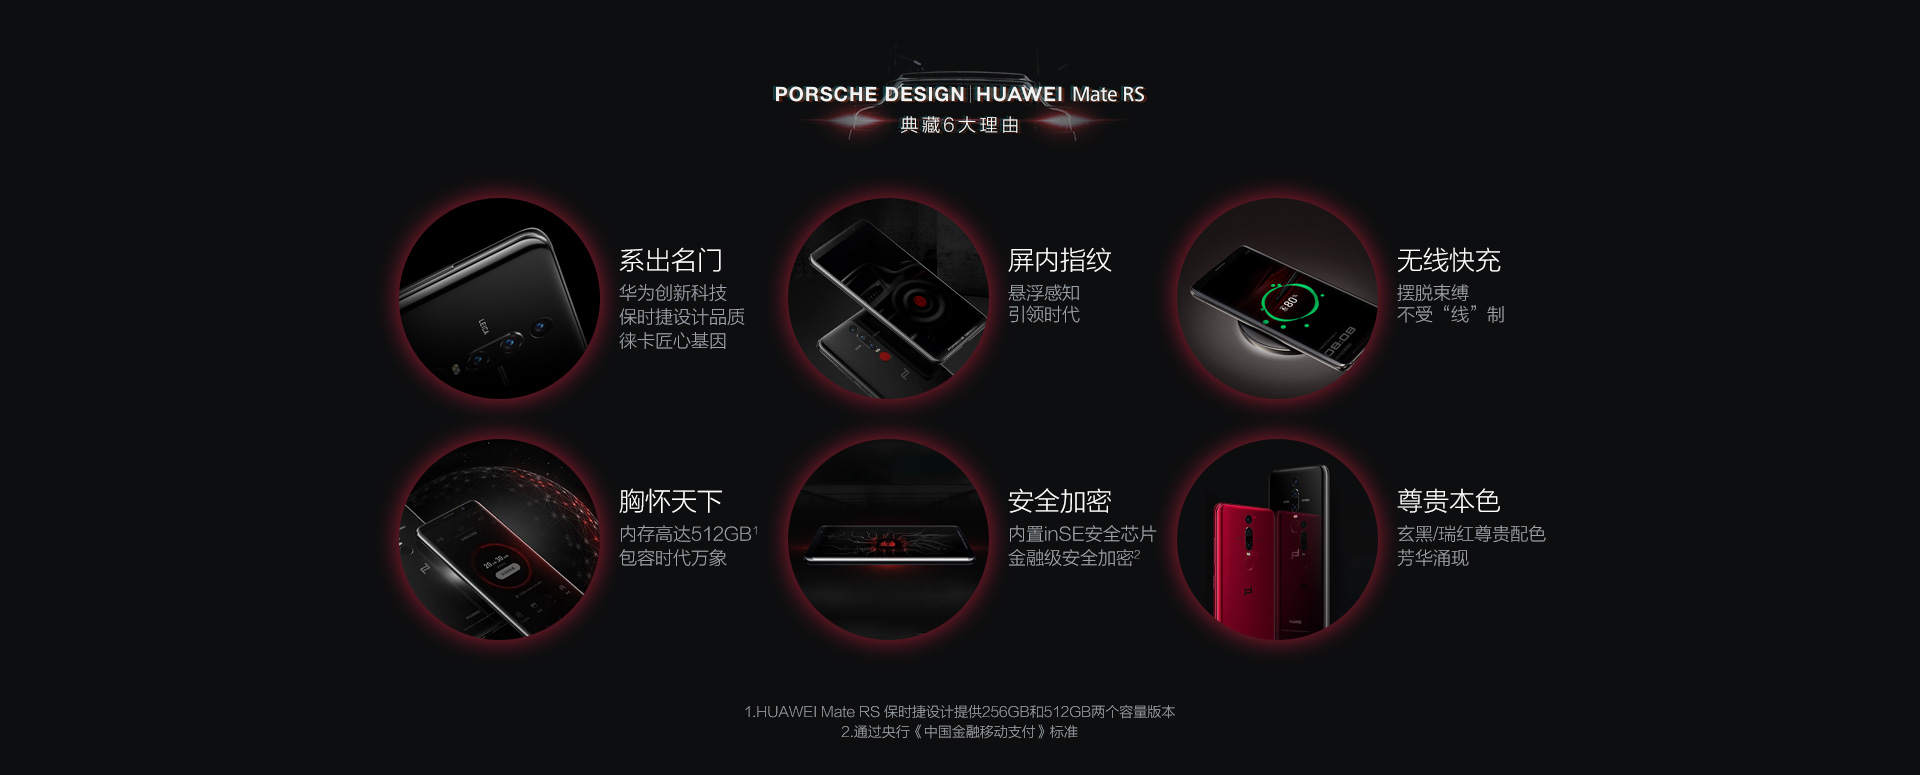 PORSCHE DESIGN | HUAWEI Mate RS
典藏6大理由
系出名门
华为创新科技
保时捷设计品质
徕卡匠心基因
LEICA
屏内指纹
悬浮感知
引领时代
无线快充
摆脱束缚
不受“线”制
80%
08:08
胸怀天下
内存高达512GB¹
包容时代万象
安全加密
内置inSE安全芯片
金融级安全加密²
尊贵本色
玄黑/瑞红尊贵配色
芳华涌现
HUAWEI
1.HUAWEI Mate RS 保时捷设计提供256GB和512GB两个容量版本
2.通过央行《中国金融移动支付》标准